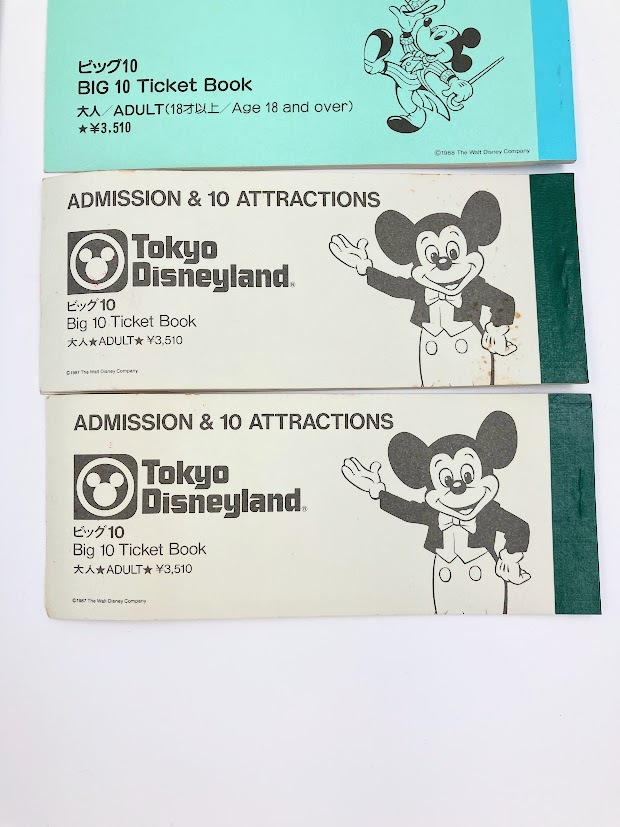 ビッグ10
BIG 10 Ticket Book
大人/ADULT(18才以上/Age 18 and over)
★¥3,510
©1988 The Walt Disney Company
ADMISSION & 10 ATTRACTIONS
Tokyo
Disneyland®
ビッグ10
Big 10 Ticket Book
大人★ADULT★ ¥3,510
©1987 The Walt Disney Company
ADMISSION & 10 ATTRACTIONS
Tokyo
Disneyland®
ビッグ10
Big 10 Ticket Book
大人★ADULT★ ¥3,510
©1987 The Walt Disney Company